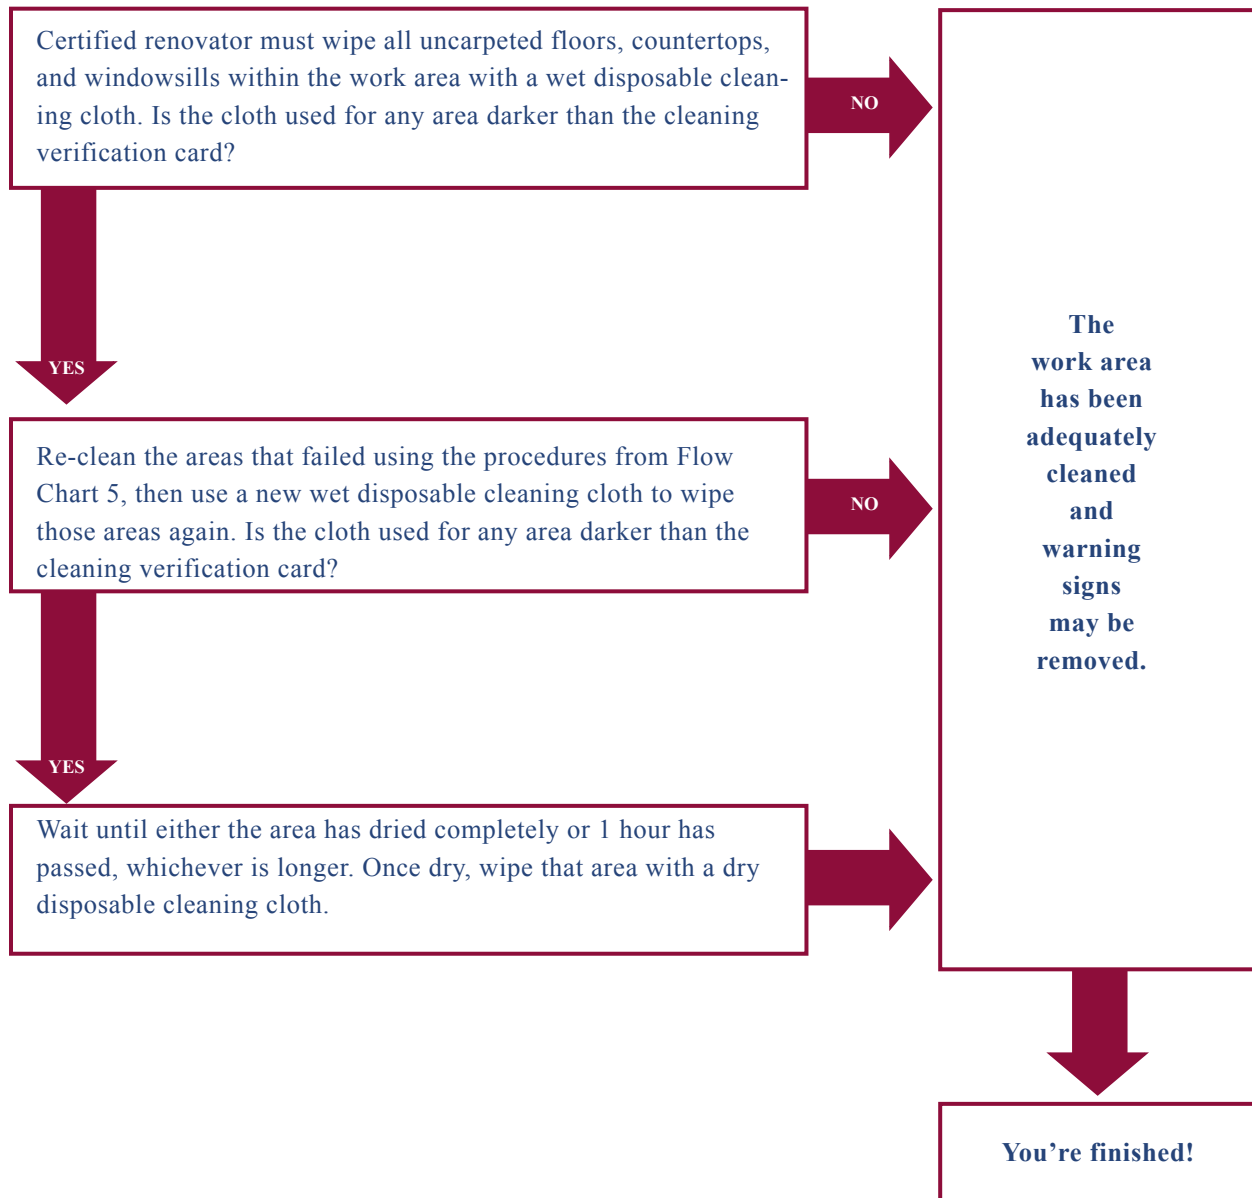 Certified renovator must wipe all uncarpeted floors, countertops,
and windowsills within the work area with a wet disposable clean-
ing cloth. Is the cloth used for any area darker than the cleaning
verification card?
NO
YES
Re-clean the areas that failed using the procedures from Flow
Chart 5, then use a new wet disposable cleaning cloth to wipe
those areas again. Is the cloth used for any area darker than the
cleaning verification card?
NO
YES
Wait until either the area has dried completely or 1 hour has
passed, whichever is longer. Once dry, wipe that area with a dry
disposable cleaning cloth.
The
work area
has been
adequately
cleaned
and
warning
signs
may be
removed.
You’re finished!